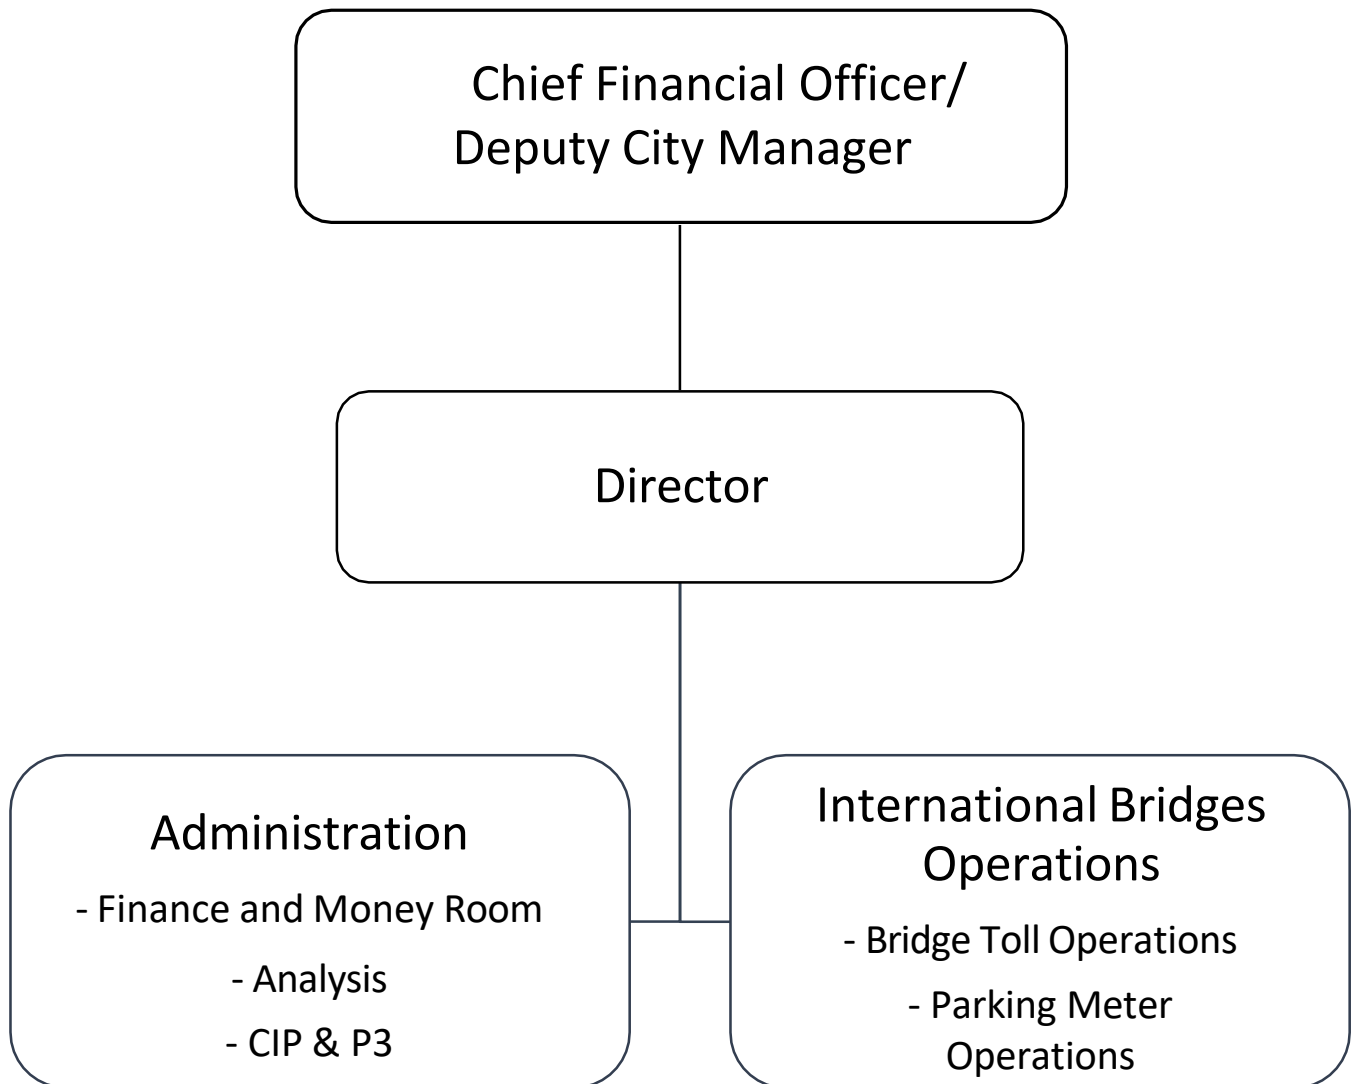 Chief Financial Officer/
Deputy City Manager
Director
Administration
- Finance and Money Room
- Analysis
- CIP & P3
International Bridges
Operations
- Bridge Toll Operations
- Parking Meter
Operations